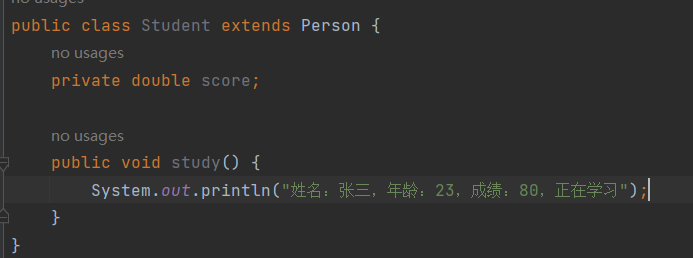 no usages
public class Student extends Person {
no usages
private double score;
no usages
public void study() {
System.out.println("姓名：张三，年龄：23，成绩：80，正在学习");
}
}